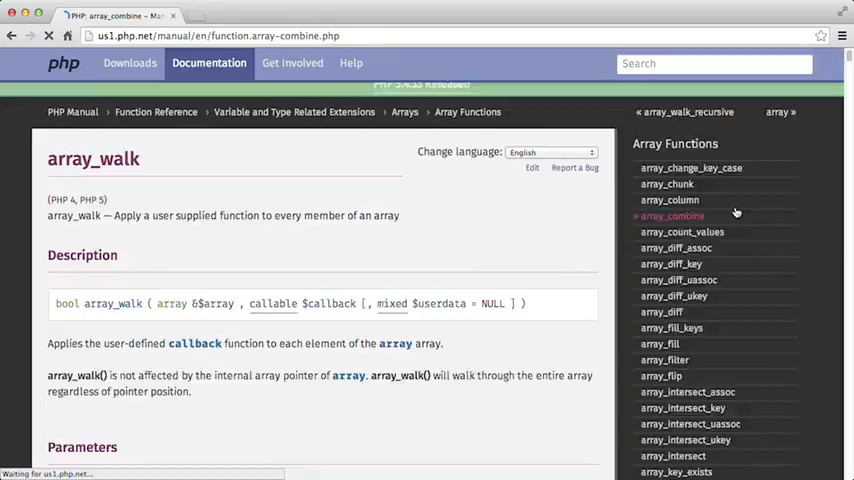 PHP: array_combine – Man
us1.php.net/manual/en/function.array-combine.php
php Downloads Documentation Get Involved Help Search
PHP 5.4.33 Released!
PHP Manual › Function Reference › Variable and Type Related Extensions › Arrays › Array Functions « array_walk_recursive array »
array_walk
Change language: English
Edit Report a Bug
(PHP 4, PHP 5)
array_walk — Apply a user supplied function to every member of an array
Description
bool array_walk ( array &$array , callable $callback [, mixed $userdata = NULL ] )
Applies the user-defined callback function to each element of the array array.
array_walk() is not affected by the internal array pointer of array. array_walk() will walk through the entire array
regardless of pointer position.
Parameters
Array Functions
array_change_key_case
array_chunk
array_column
» array_combine
array_count_values
array_diff_assoc
array_diff_key
array_diff_uassoc
array_diff_ukey
array_diff
array_fill_keys
array_fill
array_filter
array_flip
array_intersect_assoc
array_intersect_key
array_intersect_uassoc
array_intersect_ukey
array_intersect
array_key_exists
Waiting for us1.php.net...